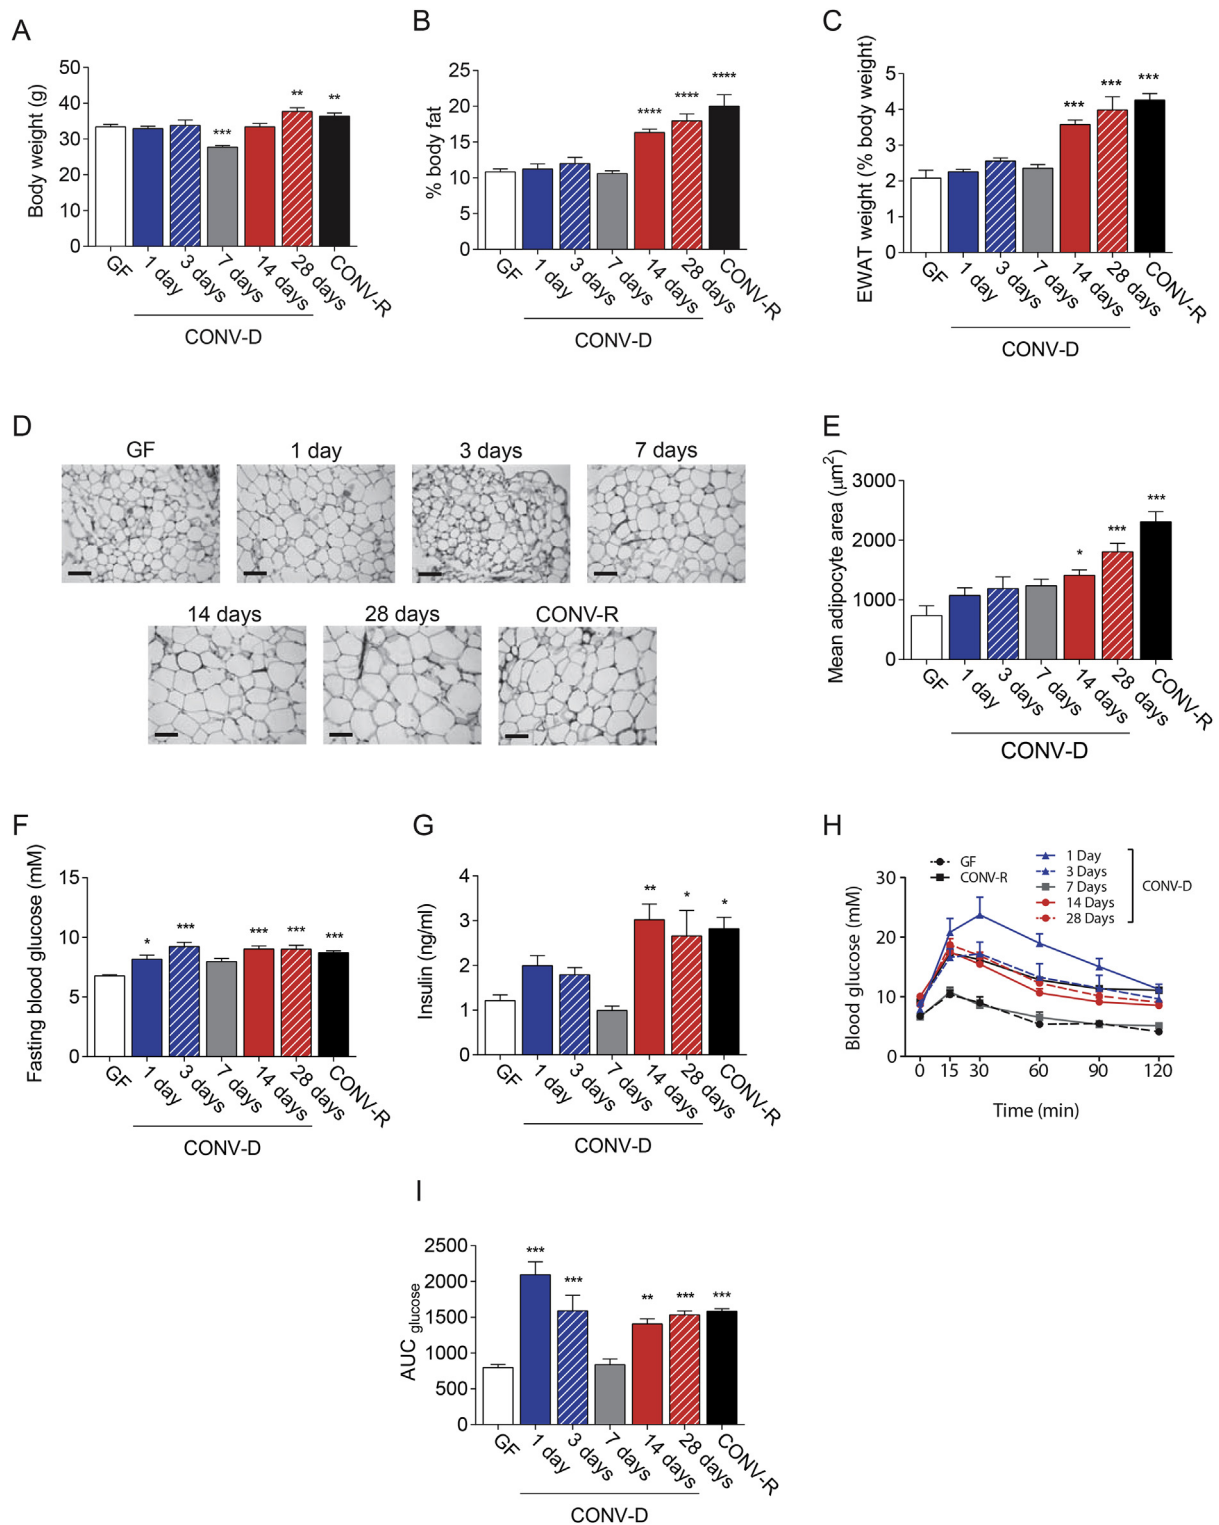 A
Body weight (g)
50
40
30
20
10
0
***
**
**
GF
1 day
3 days
7 days
14 days
28 days
CONV-R
CONV-D
B
% body fat
25
20
15
10
5
0
****
****
****
GF
1 day
3 days
7 days
14 days
28 days
CONV-R
CONV-D
C
EWAT weight (% body weight)
5
4
3
2
1
0
***
***
***
GF
1 day
3 days
7 days
14 days
28 days
CONV-R
CONV-D
D
GF
1 day
3 days
7 days
14 days
28 days
CONV-R
E
Mean adipocyte area (μm²)
3000
2000
1000
0
*
***
***
GF
1 day
3 days
7 days
14 days
28 days
CONV-R
CONV-D
F
Fasting blood glucose (mM)
15
10
5
0
*
***
***
***
***
GF
1 day
3 days
7 days
14 days
28 days
CONV-R
CONV-D
G
Insulin (ng/ml)
4
3
2
1
0
**
*
*
GF
1 day
3 days
7 days
14 days
28 days
CONV-R
CONV-D
H
Blood glucose (mM)
30
20
10
0
GF
CONV-R
1 Day
3 Days
7 Days
14 Days
28 Days
CONV-D
0 15 30 60 90 120
Time (min)
I
AUC glucose
2500
2000
1500
1000
500
0
***
***
**
***
***
GF
1 day
3 days
7 days
14 days
28 days
CONV-R
CONV-D